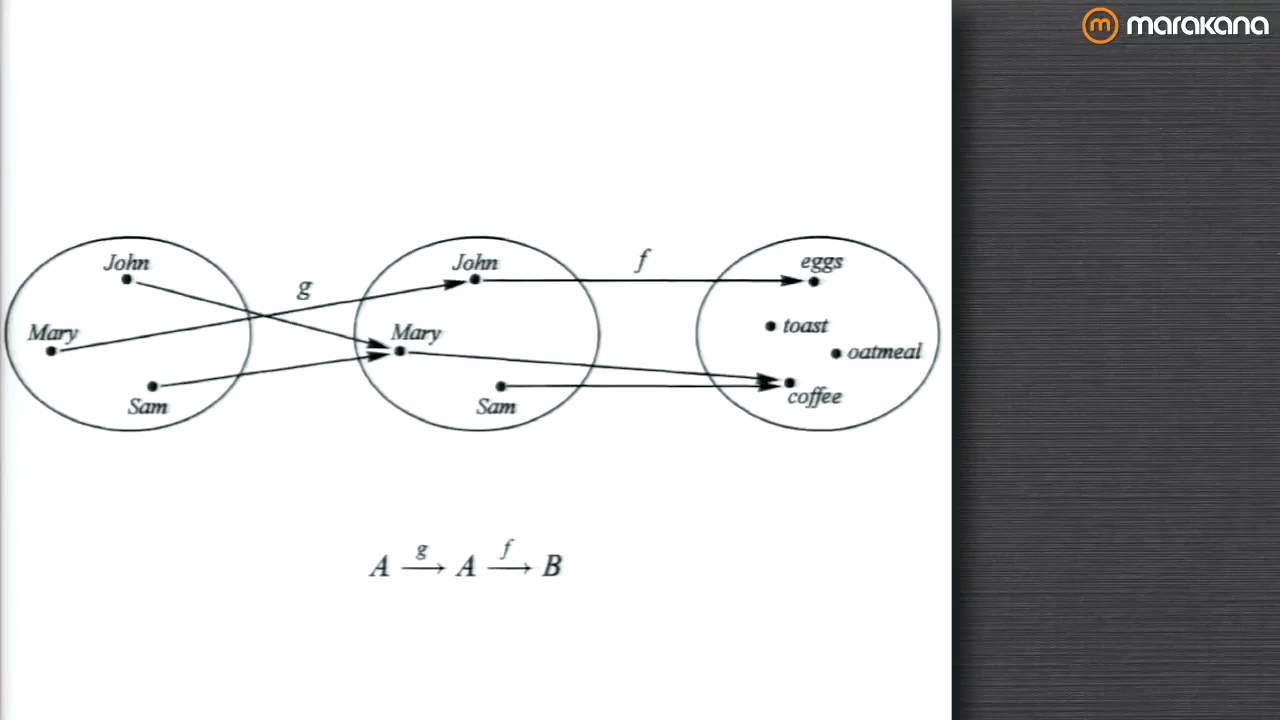 marakana
John
Mary
Sam
g
John
Mary
Sam
f
eggs
toast
oatmeal
coffee
A g→ A f→ B